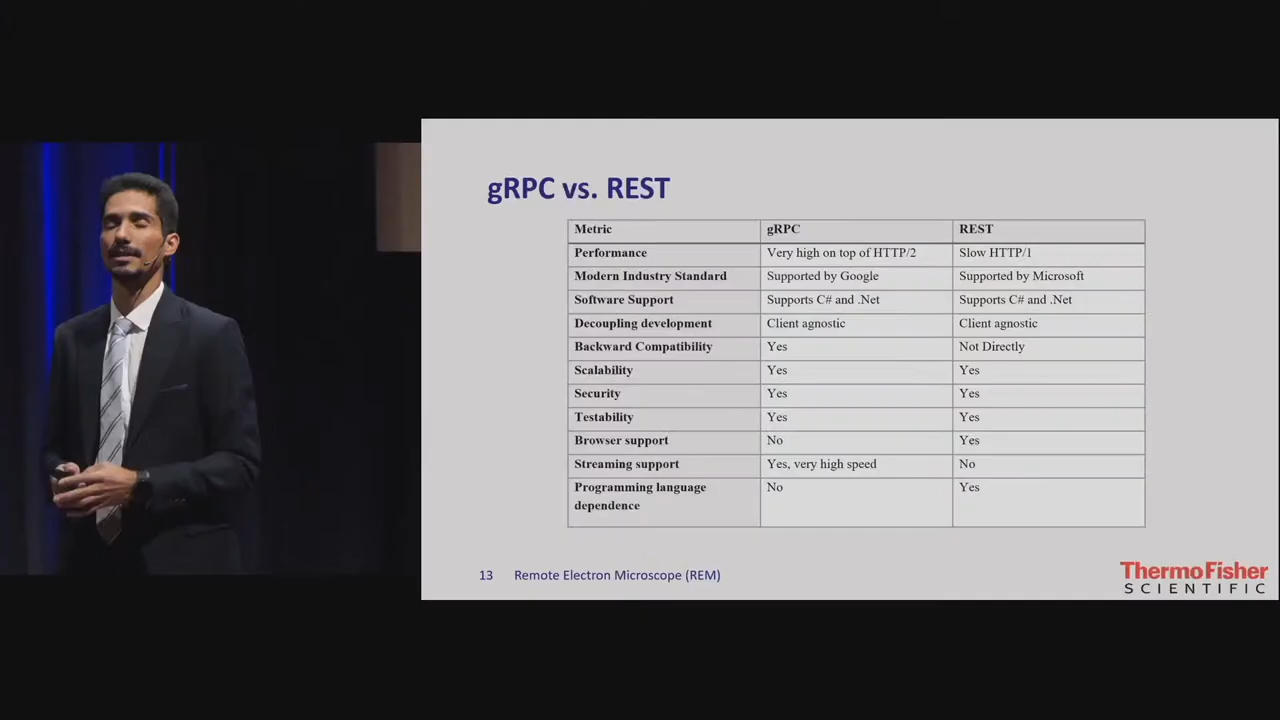 gRPC vs. REST
Metric gRPC REST
Performance Very high on top of HTTP/2 Slow HTTP/1
Modern Industry Standard Supported by Google Supported by Microsoft
Software Support Supports C# and .Net Supports C# and .Net
Decoupling development Client agnostic Client agnostic
Backward Compatibility Yes Not Directly
Scalability Yes Yes
Security Yes Yes
Testability Yes Yes
Browser support No Yes
Streaming support Yes, very high speed No
Programming language No Yes
dependence
13 Remote Electron Microscope (REM)
ThermoFisher
SCIENTIFIC